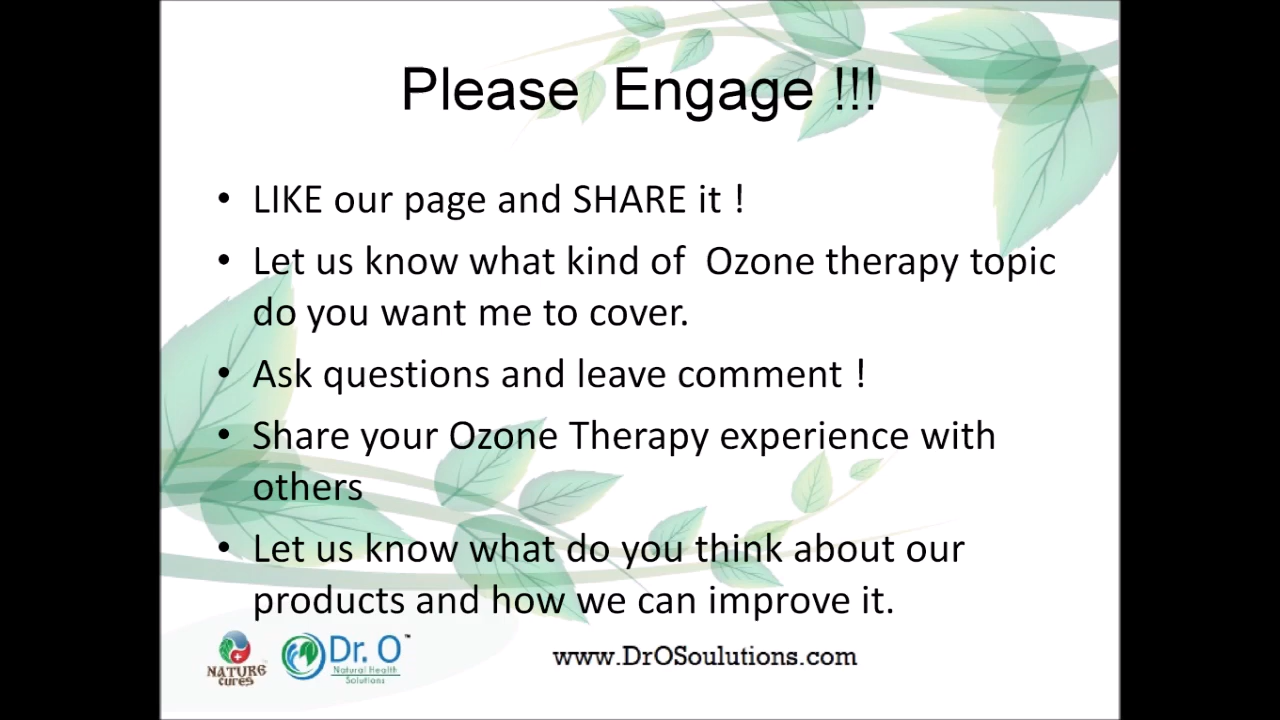 Please Engage !!!
• LIKE our page and SHARE it !
• Let us know what kind of Ozone therapy topic
do you want me to cover.
• Ask questions and leave comment !
• Share your Ozone Therapy experience with
others
• Let us know what do you think about our
products and how we can improve it.
NATURE
cures
Dr. O™
Natural Health
Solutions
www.DrOSoulutions.com